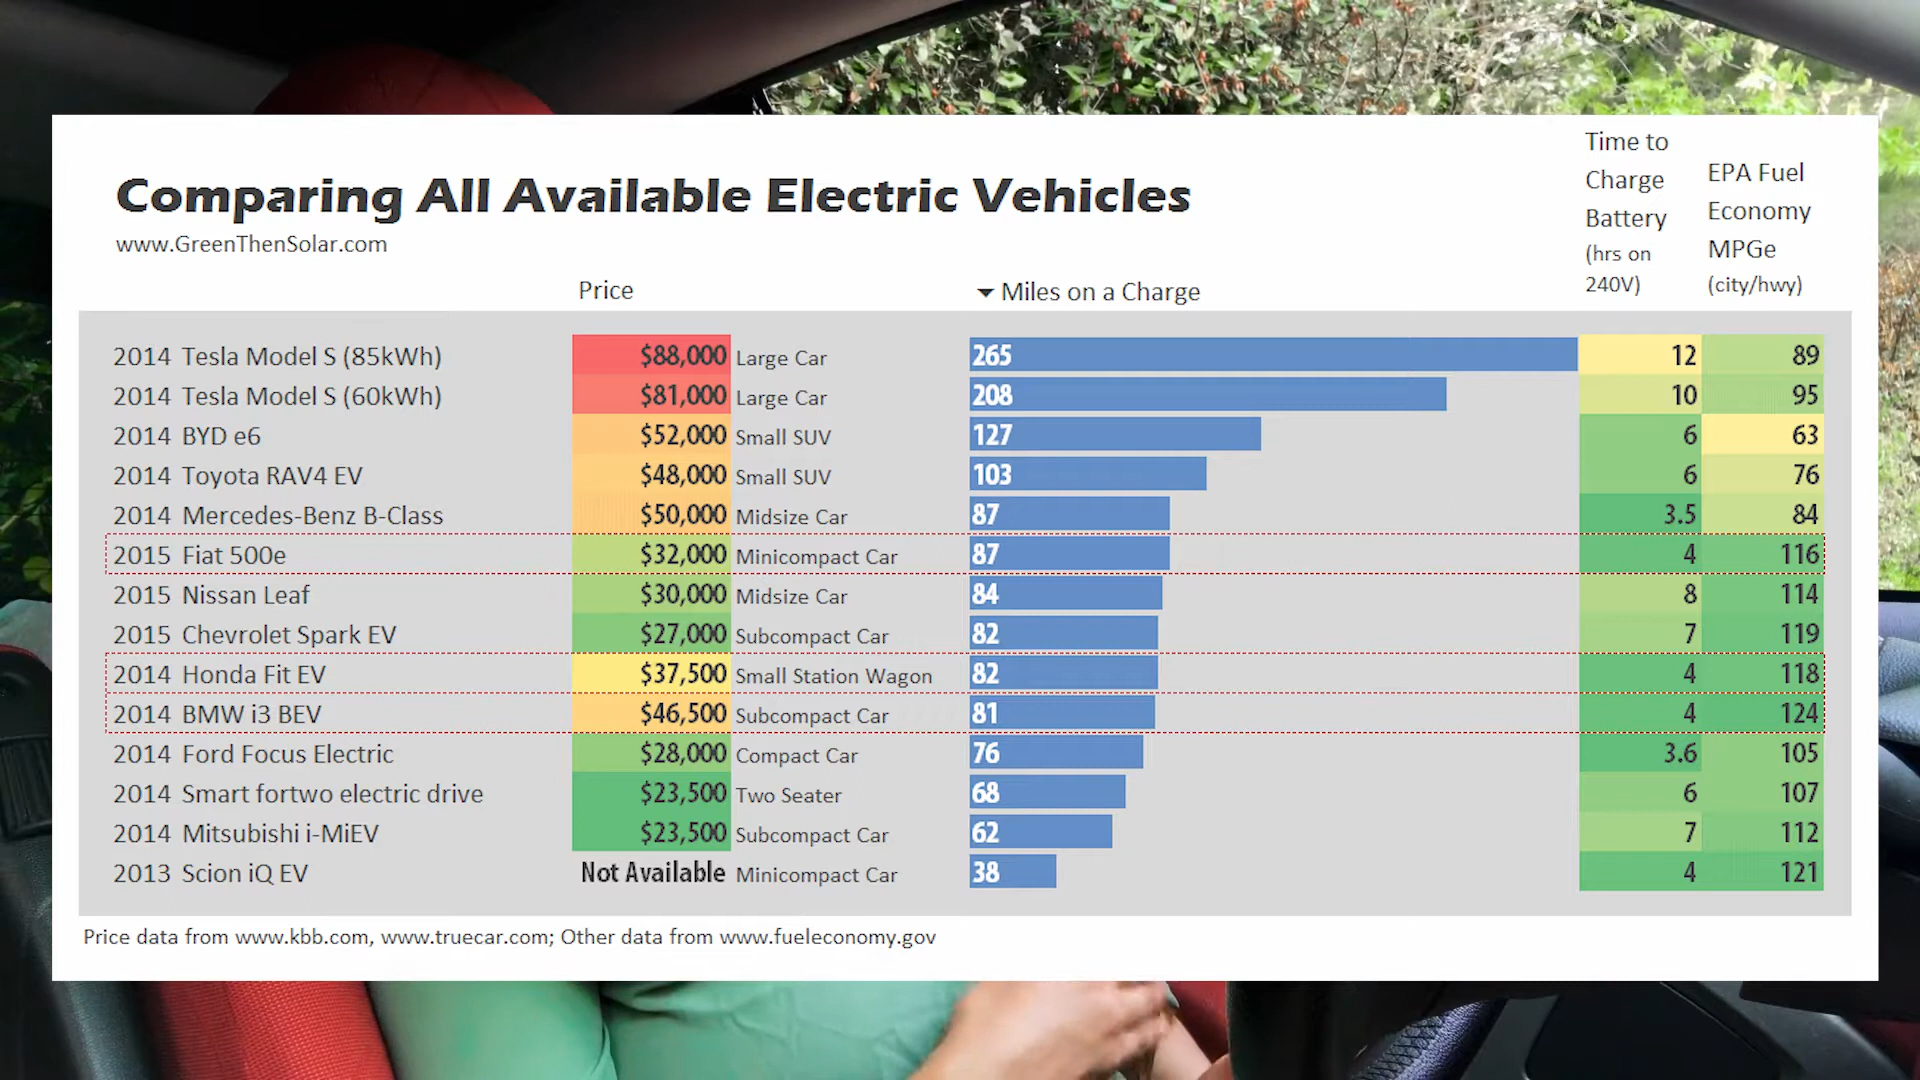 Comparing All Available Electric Vehicles
www.GreenThenSolar.com
Price
Miles on a Charge
Time to
Charge
Battery
(hrs on
240V)
EPA Fuel
Economy
MPGe
(city/hwy)
2014 Tesla Model S (85kWh) $88,000 Large Car 265 12 89
2014 Tesla Model S (60kWh) $81,000 Large Car 208 10 95
2014 BYD e6 $52,000 Small SUV 127 6 63
2014 Toyota RAV4 EV $48,000 Small SUV 103 6 76
2014 Mercedes-Benz B-Class $50,000 Midsize Car 87 3.5 84
2015 Fiat 500e $32,000 Minicompact Car 87 4 116
2015 Nissan Leaf $30,000 Midsize Car 84 8 114
2015 Chevrolet Spark EV $27,000 Subcompact Car 82 7 119
2014 Honda Fit EV $37,500 Small Station Wagon 82 4 118
2014 BMW i3 BEV $46,500 Subcompact Car 81 4 124
2014 Ford Focus Electric $28,000 Compact Car 76 3.6 105
2014 Smart fortwo electric drive $23,500 Two Seater 68 6 107
2014 Mitsubishi i-MiEV $23,500 Subcompact Car 62 7 112
2013 Scion iQ EV Not Available Minicompact Car 38 4 121
Price data from www.kbb.com, www.truecar.com; Other data from www.fueleconomy.gov